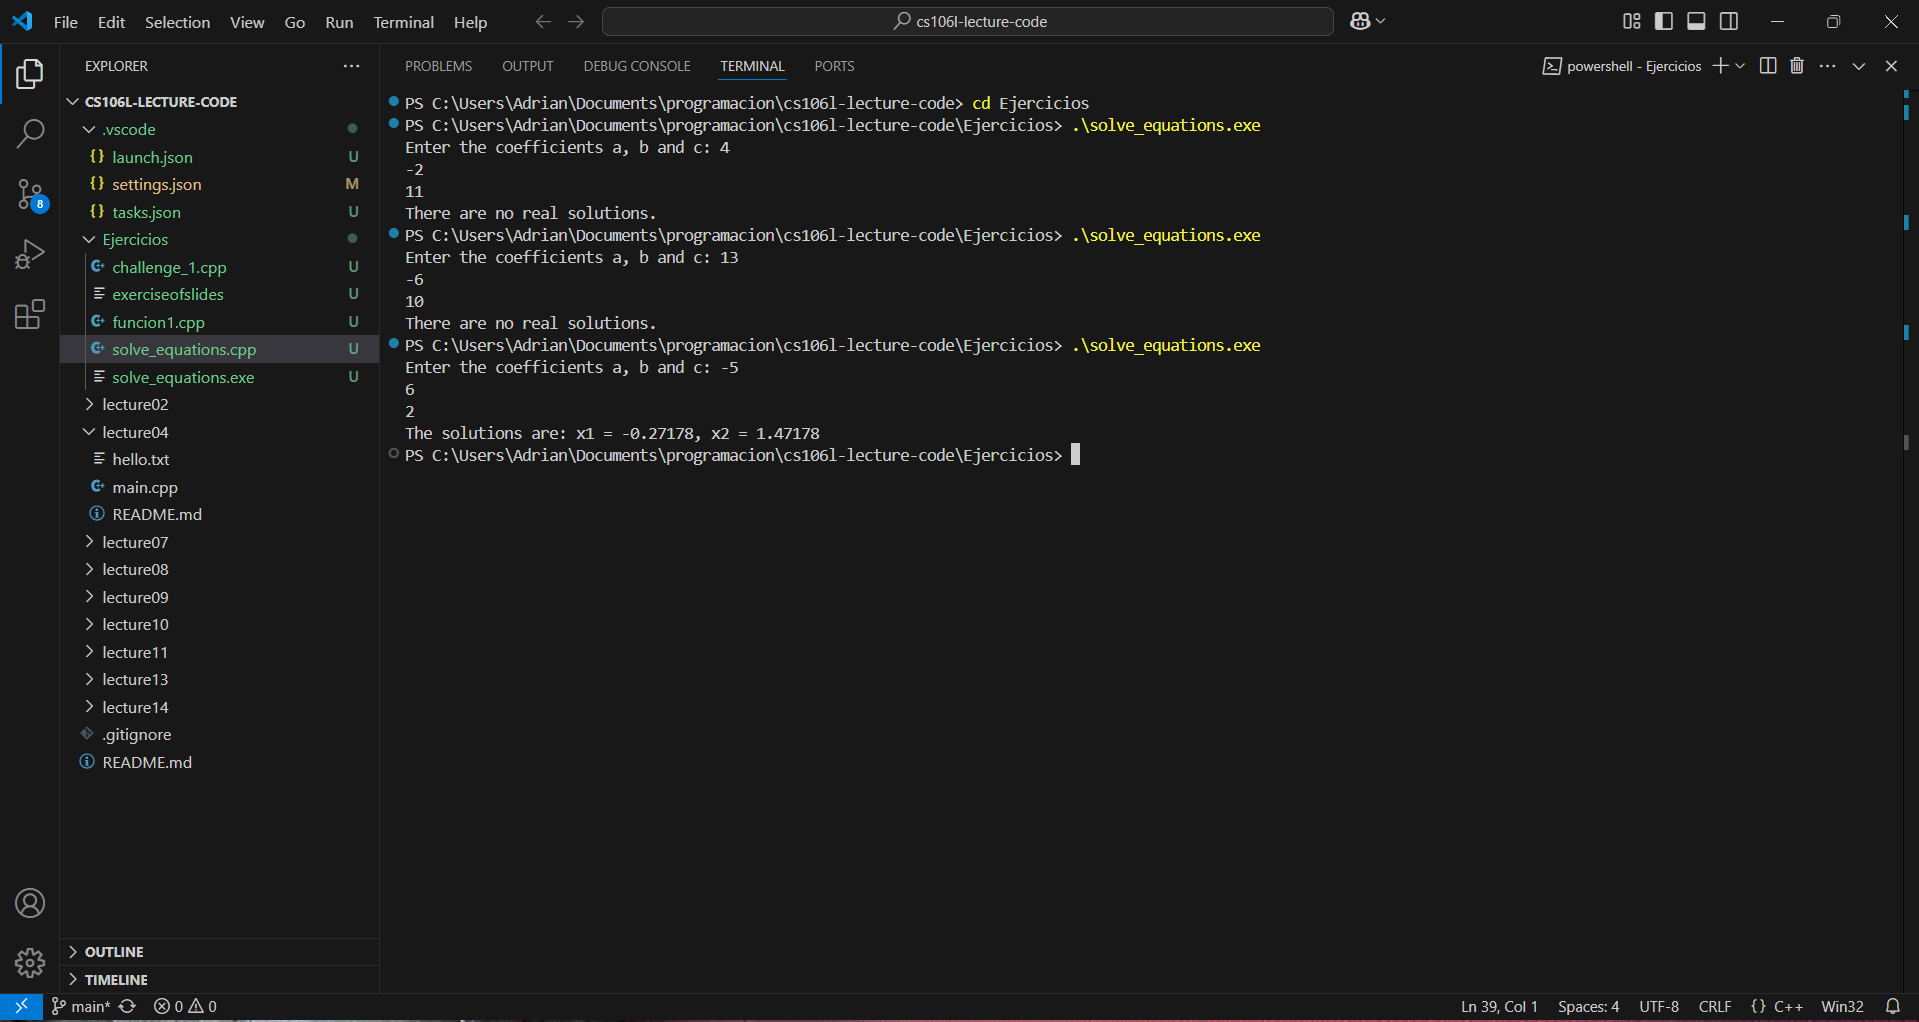 File Edit Selection View Go Run Terminal Help
cs106l-lecture-code
EXPLORER
CS106L-LECTURE-CODE
.vscode
{} launch.json U
{} settings.json M
{} tasks.json U
Ejercicios
challenge_1.cpp U
exerciseofslides U
funcion1.cpp U
solve_equations.cpp U
solve_equations.exe U
lecture02
lecture04
hello.txt
main.cpp
README.md
lecture07
lecture08
lecture09
lecture10
lecture11
lecture13
lecture14
.gitignore
README.md
OUTLINE
TIMELINE
8
PROBLEMS OUTPUT DEBUG CONSOLE TERMINAL PORTS
powershell - Ejercicios
PS C:\Users\Adrian\Documents\programacion\cs106l-lecture-code> cd Ejercicios
PS C:\Users\Adrian\Documents\programacion\cs106l-lecture-code\Ejercicios> .\solve_equations.exe
Enter the coefficients a, b and c: 4
-2
11
There are no real solutions.
PS C:\Users\Adrian\Documents\programacion\cs106l-lecture-code\Ejercicios> .\solve_equations.exe
Enter the coefficients a, b and c: 13
-6
10
There are no real solutions.
PS C:\Users\Adrian\Documents\programacion\cs106l-lecture-code\Ejercicios> .\solve_equations.exe
Enter the coefficients a, b and c: -5
6
2
The solutions are: x1 = -0.27178, x2 = 1.47178
PS C:\Users\Adrian\Documents\programacion\cs106l-lecture-code\Ejercicios>
main* 0 0
Ln 39, Col 1 Spaces: 4 UTF-8 CRLF {} C++ Win32